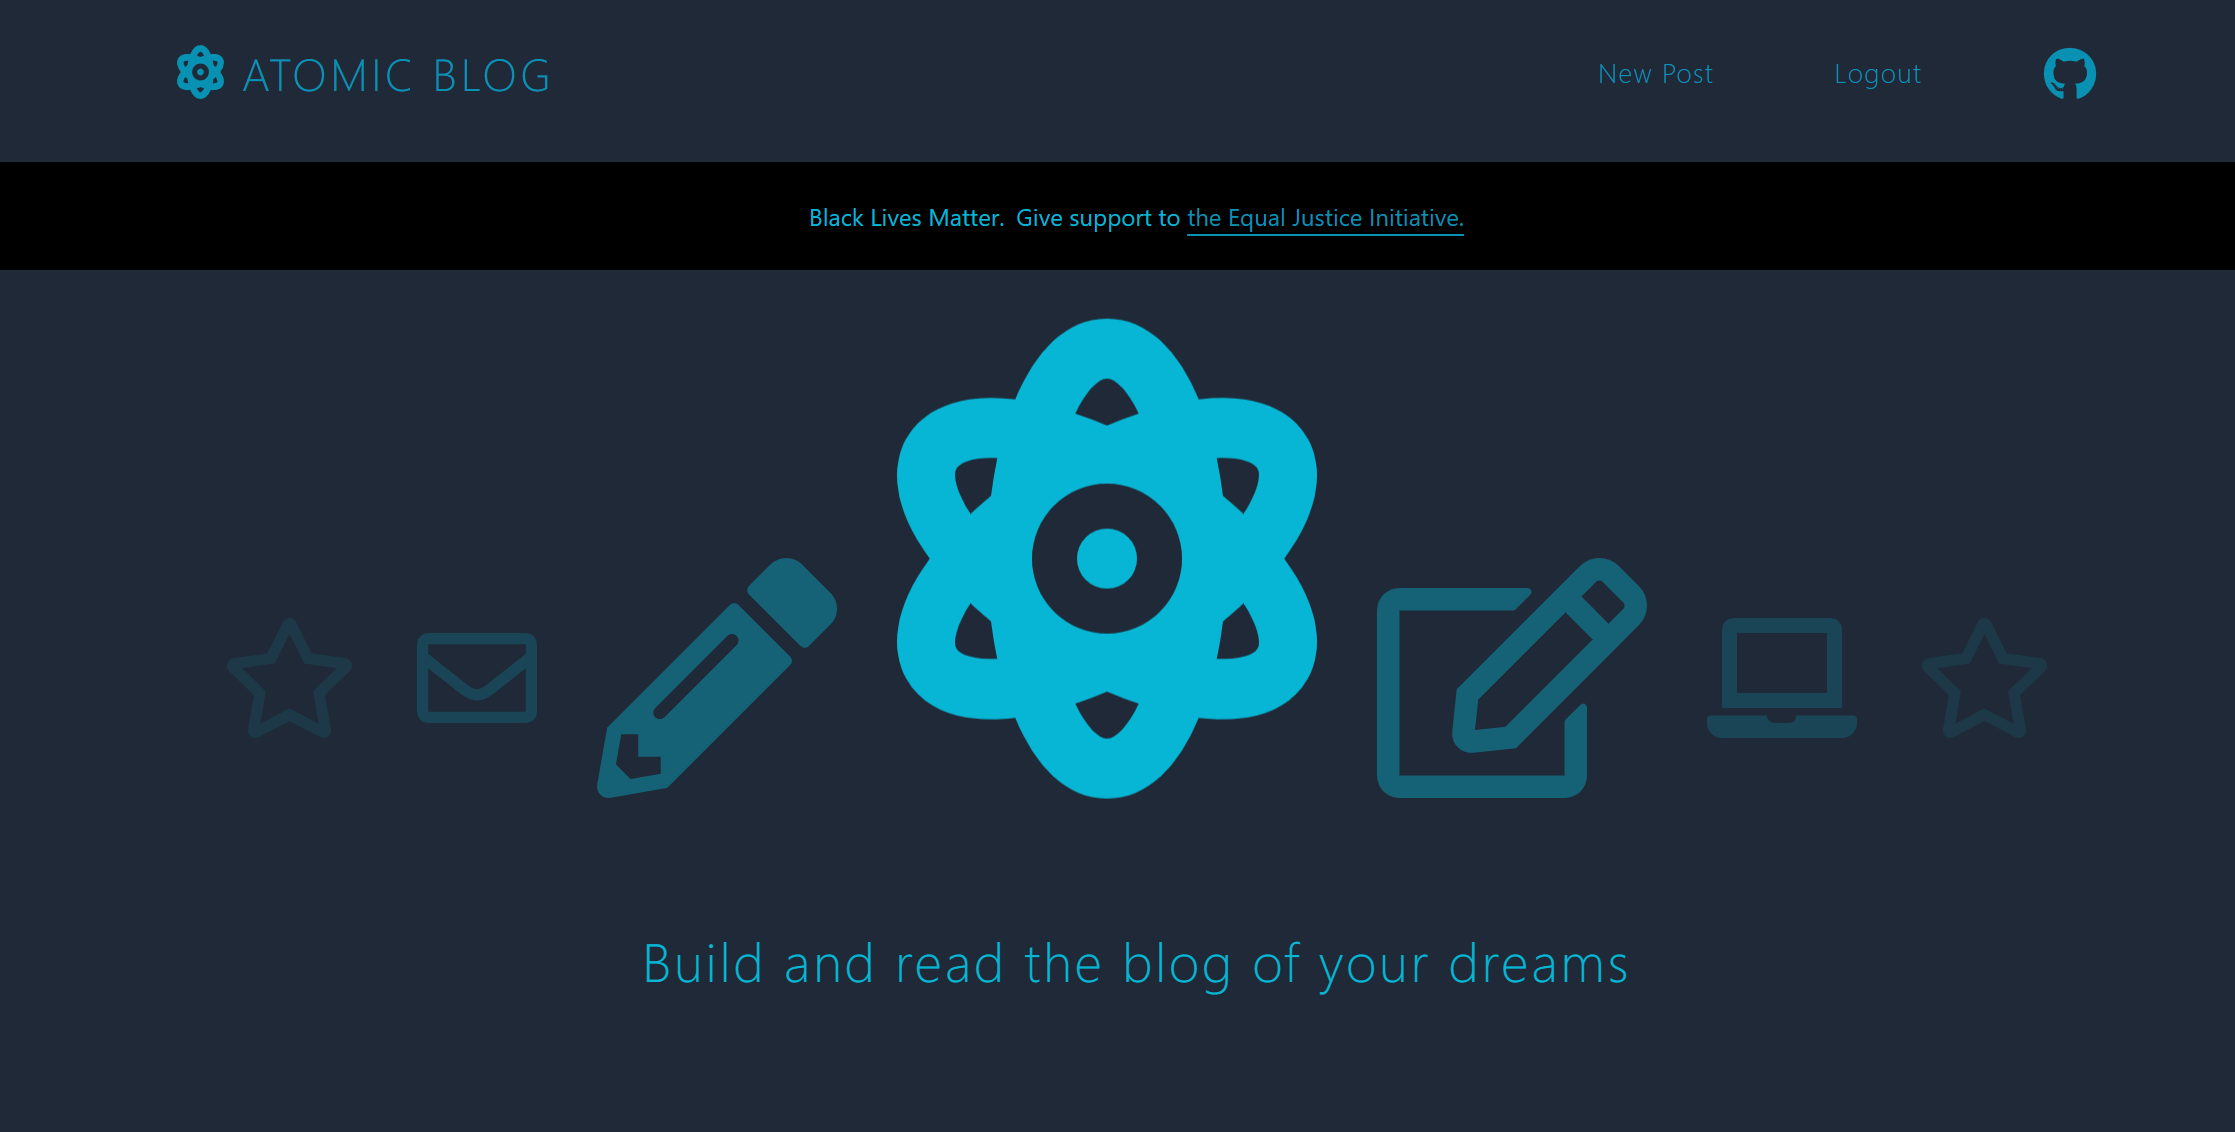 ATOMIC BLOG
New Post
Logout
Black Lives Matter. Give support to the Equal Justice Initiative.
Build and read the blog of your dreams